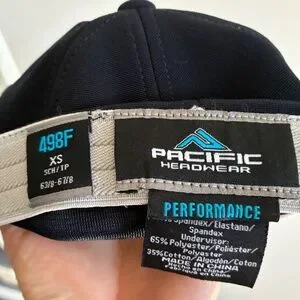 498F
XS
SCH/TP
6 3/8-6 7/8
PACIFIC
HEADWEAR
PERFORMANCE
% Spandex/Elastano/
Spandex
Undervisor:
65% Polyester/Poliéster/
Polyester
35%Cotton/Algodón/Coton
MADE IN CHINA